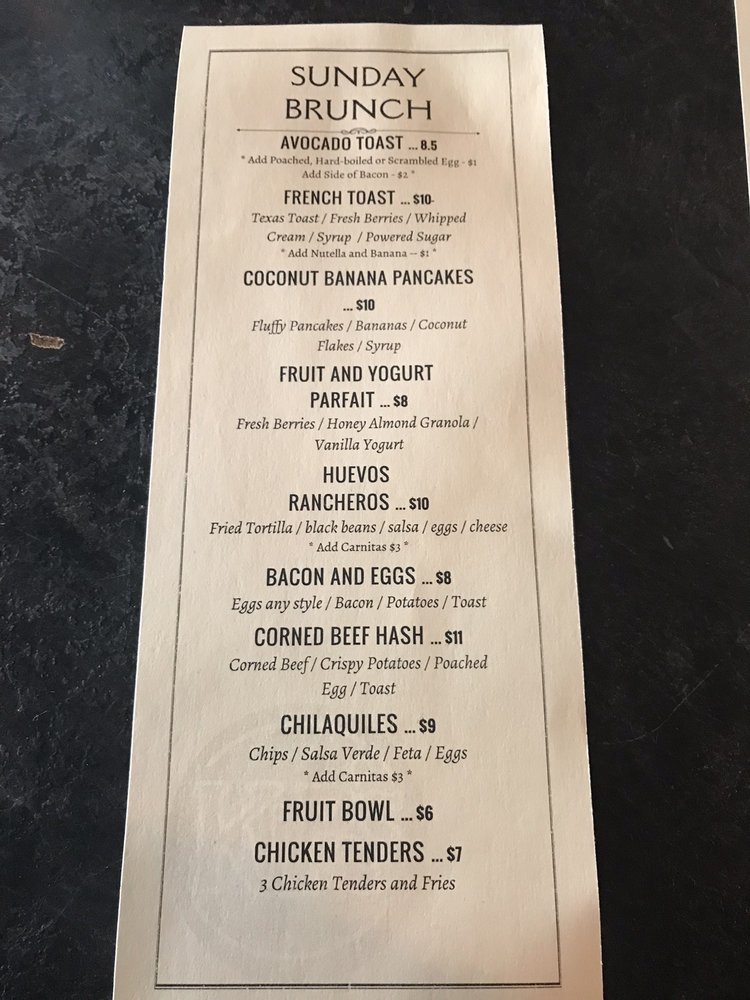 SUNDAY
BRUNCH
AVOCADO TOAST ... 8.5
* Add Poached, Hard-boiled or Scrambled Egg - $1
Add Side of Bacon - $2 *
FRENCH TOAST ... $10-
Texas Toast / Fresh Berries / Whipped
Cream / Syrup / Powered Sugar
* Add Nutella and Banana -- $1 *
COCONUT BANANA PANCAKES
... $10
Fluffy Pancakes / Bananas / Coconut
Flakes / Syrup
FRUIT AND YOGURT
PARFAIT ... $8
Fresh Berries / Honey Almond Granola /
Vanilla Yogurt
HUEVOS
RANCHEROS ... $10
Fried Tortilla / black beans / salsa / eggs / cheese
* Add Carnitas $3 *
BACON AND EGGS ... $8
Eggs any style / Bacon / Potatoes / Toast
CORNED BEEF HASH ... $11
Corned Beef / Crispy Potatoes / Poached
Egg / Toast
CHILAQUILES ... $9
Chips / Salsa Verde / Feta / Eggs
* Add Carnitas $3 *
FRUIT BOWL ... $6
CHICKEN TENDERS ... $7
3 Chicken Tenders and Fries